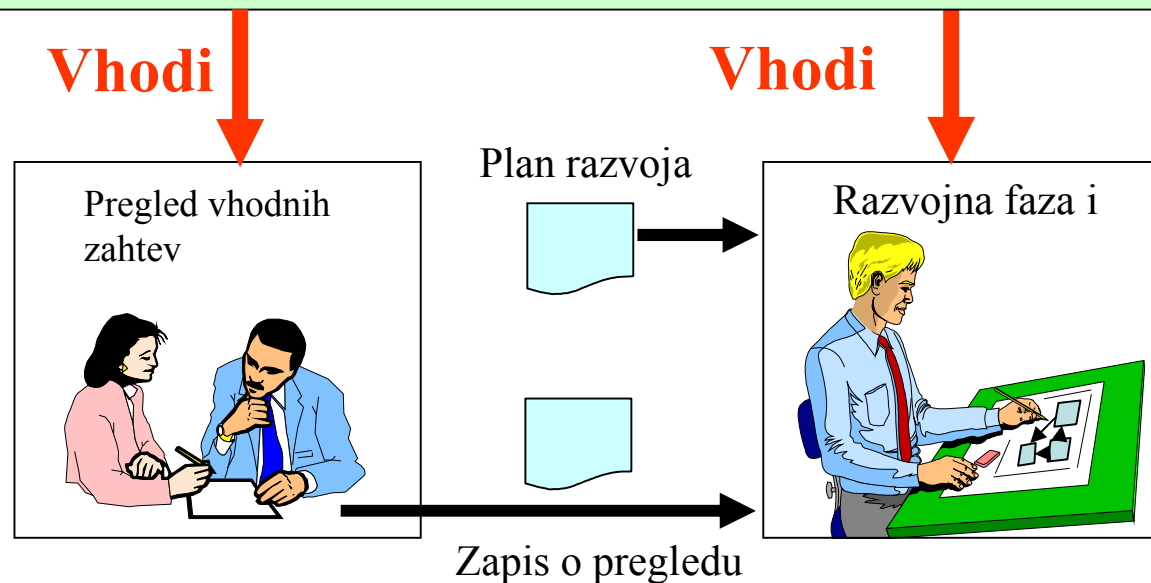 Vhodi
Vhodi
Plan razvoja
Pregled vhodnih
zahtev
Razvojna faza i
Zapis o pregledu